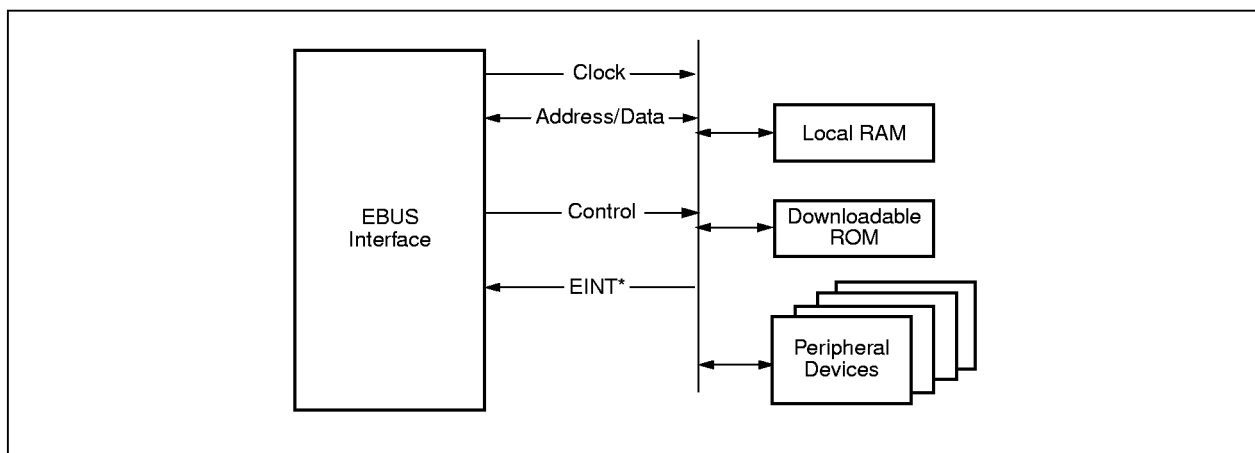 Clock
Address/Data
Local RAM
EBUS
Interface
Control
Downloadable
ROM
EINT*
Peripheral
Devices